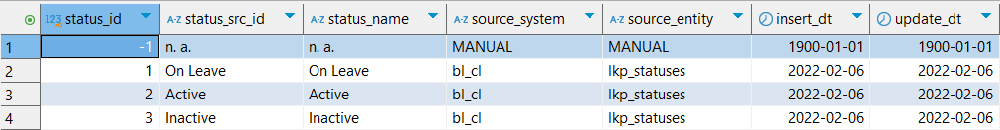 123 status_id A-Z status_src_id A-Z status_name A-Z source_system A-Z source_entity insert_dt update_dt
1 -1 n. a. n. a. MANUAL MANUAL 1900-01-01 1900-01-01
2 1 On Leave On Leave bl_cl lkp_statuses 2022-02-06 2022-02-06
3 2 Active Active bl_cl lkp_statuses 2022-02-06 2022-02-06
4 3 Inactive Inactive bl_cl lkp_statuses 2022-02-06 2022-02-06